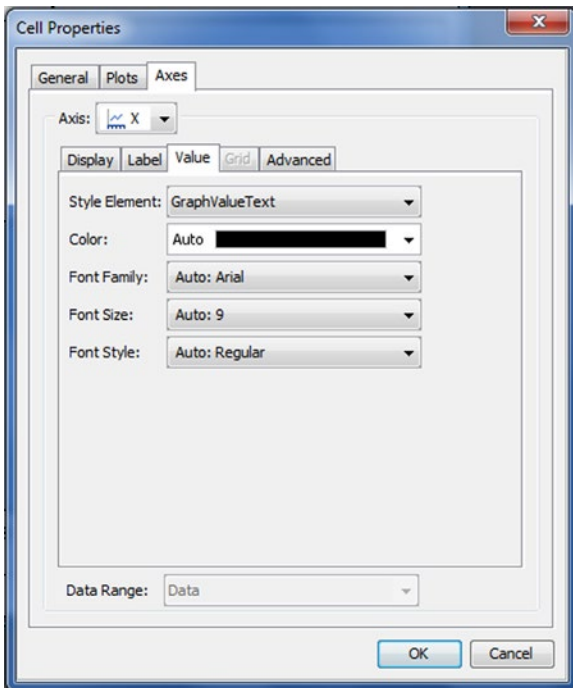 Cell Properties
General Plots Axes
Axis: X
Display Label Value Grid Advanced
Style Element: GraphValueText
Color: Auto
Font Family: Auto: Arial
Font Size: Auto: 9
Font Style: Auto: Regular
Data Range: Data
OK Cancel